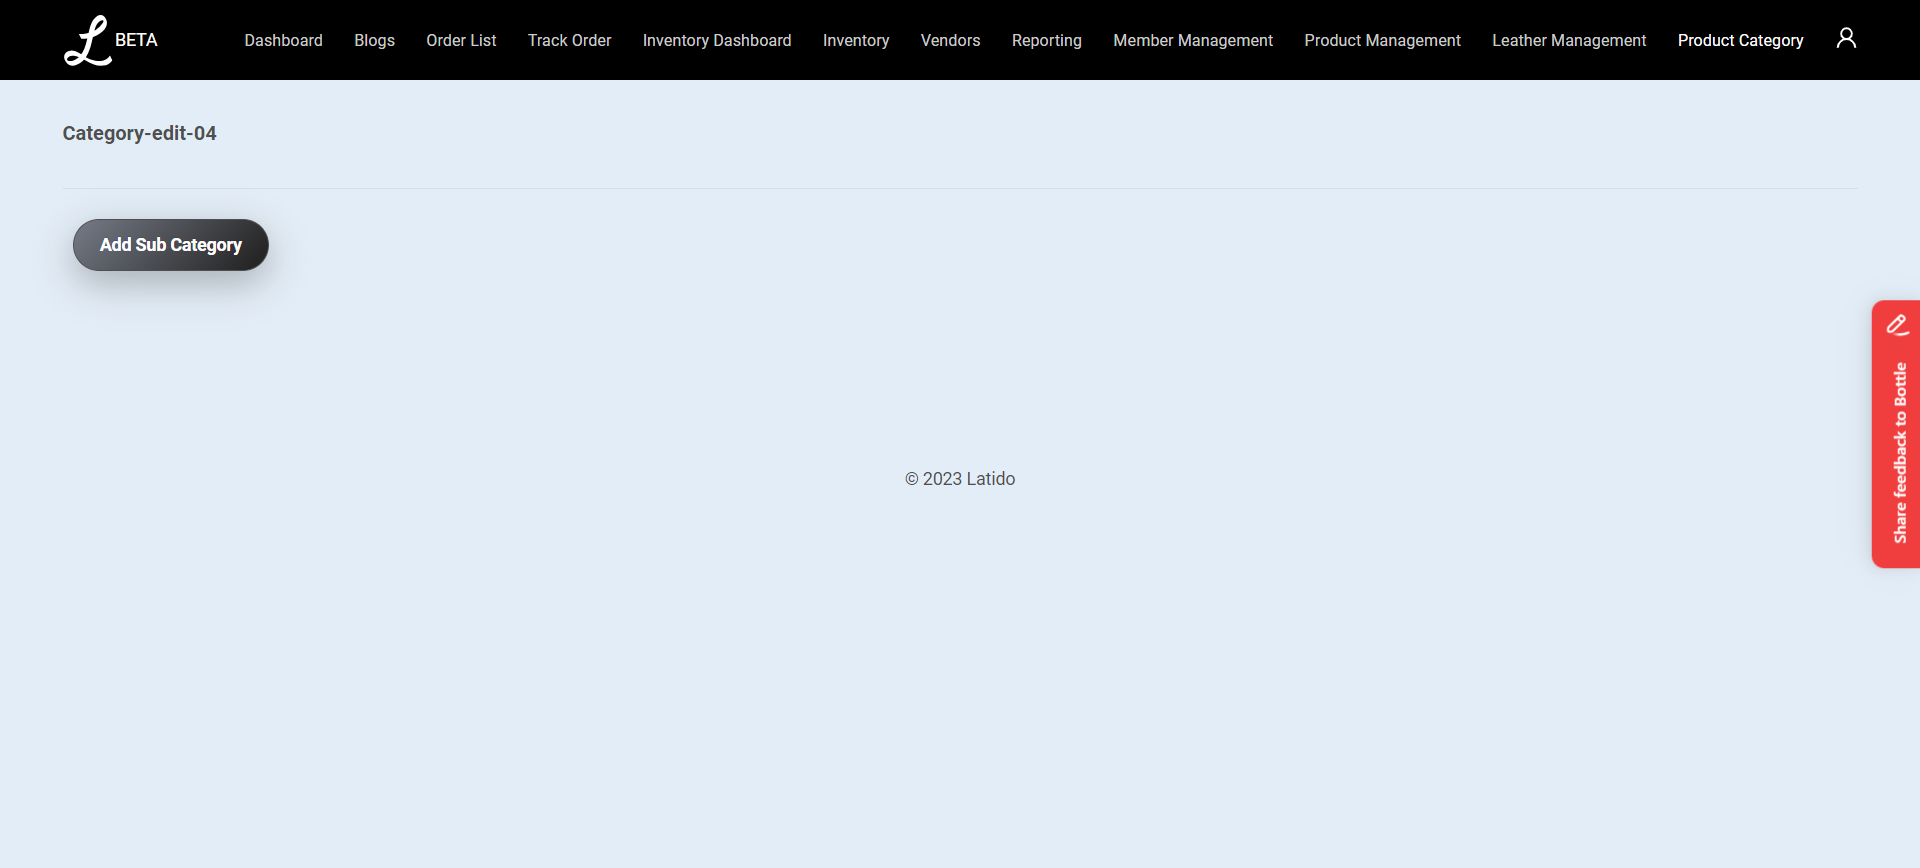 L BETA
Dashboard
Blogs
Order List
Track Order
Inventory Dashboard
Inventory
Vendors
Reporting
Member Management
Product Management
Leather Management
Product Category
Category-edit-04
Add Sub Category
Share feedback to Bottle
© 2023 Latido